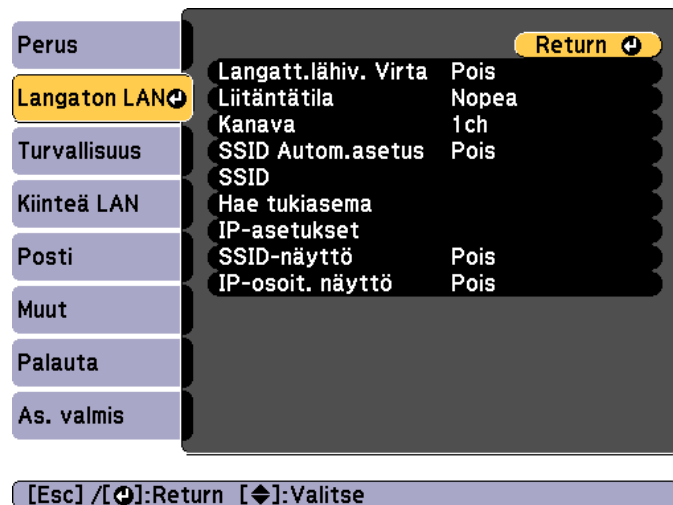 Perus
Langaton LAN
Turvallisuus
Kiinteä LAN
Posti
Muut
Palauta
As. valmis
Return
Langatt.lähiv. Virta Pois
Liitäntätila Nopea
Kanava 1ch
SSID Autom.asetus Pois
SSID
Hae tukiasema
IP-asetukset
SSID-näyttö Pois
IP-osoit. näyttö Pois
[Esc] /[⏎]:Return [◆]:Valitse